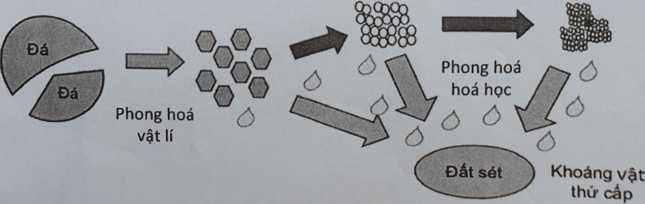 Đá
Đá
Phong hoá
vật lí
Phong hoá
hoá học
Đất sét
Khoáng vật
thứ cấp